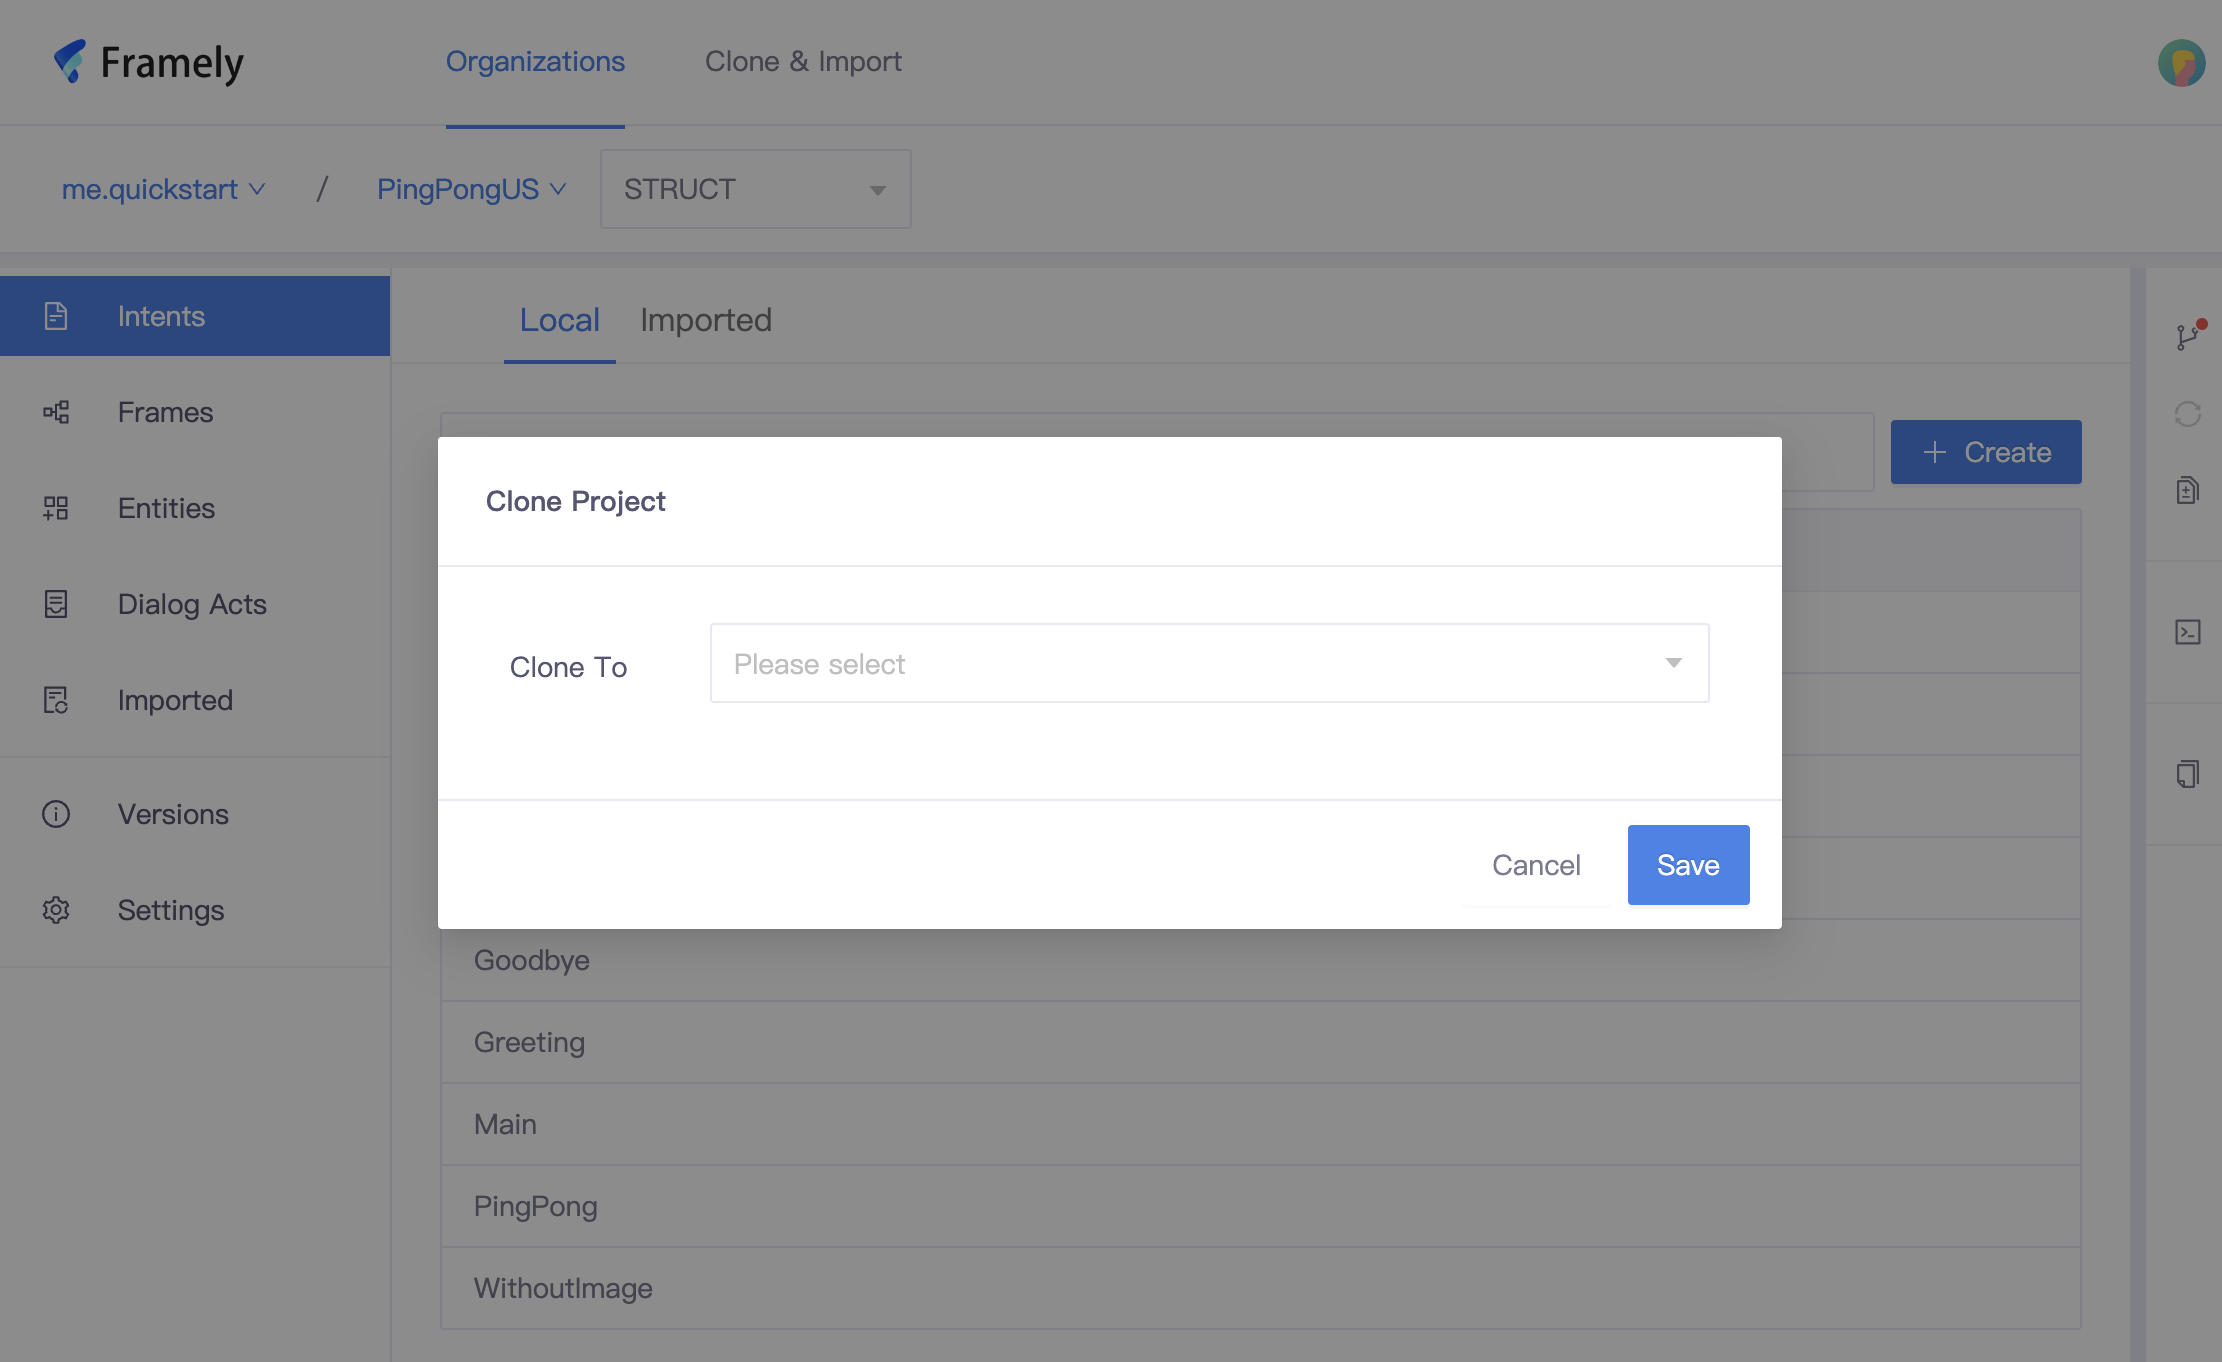 Framely
Organizations
Clone & Import
me.quickstart / PingPongUS
STRUCT
Intents
Frames
Entities
Dialog Acts
Imported
Versions
Settings
Local
Imported
Create
Clone Project
Clone To
Please select
Cancel
Save
Goodbye
Greeting
Main
PingPong
WithoutImage